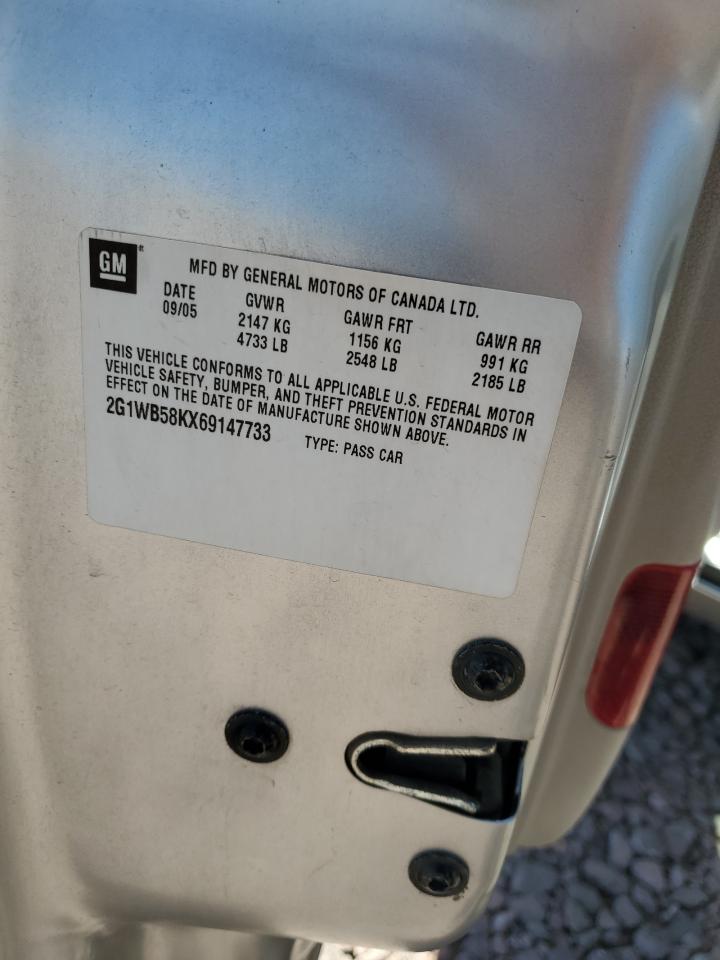 GM
MFD BY GENERAL MOTORS OF CANADA LTD.
DATE GVWR GAWR FRT GAWR RR
09/05 2147 KG 1156 KG 991 KG
4733 LB 2548 LB 2185 LB
THIS VEHICLE CONFORMS TO ALL APPLICABLE U.S. FEDERAL MOTOR
VEHICLE SAFETY, BUMPER, AND THEFT PREVENTION STANDARDS IN
EFFECT ON THE DATE OF MANUFACTURE SHOWN ABOVE.
2G1WB58KX69147733 TYPE: PASS CAR